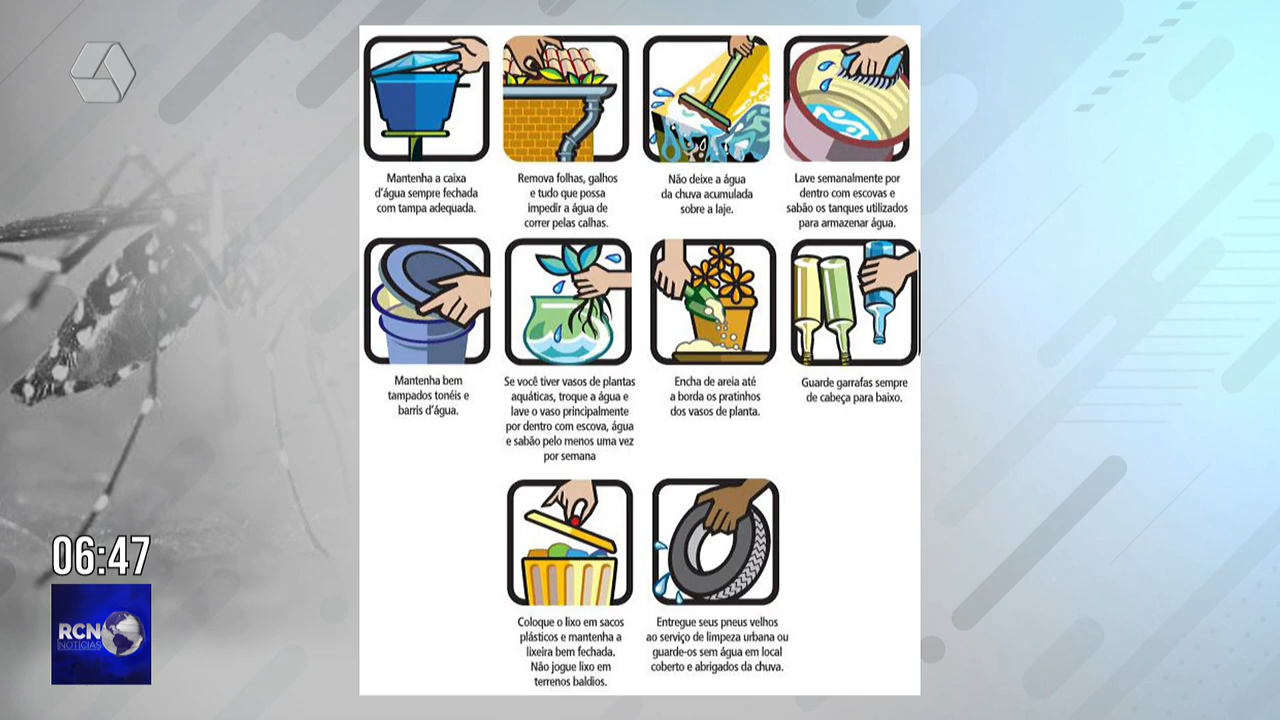 Mantenha a caixa
d'água sempre fechada
com tampa adequada.
Remova folhas, galhos
e tudo que possa
impedir a água de
correr pelas calhas.
Não deixe a água
da chuva acumulada
sobre a laje.
Lave semanalmente por
dentro com escovas e
sabão os tanques utilizados
para armazenar água.
Mantenha bem
tampados tonéis e
barris d'água.
Se você tiver vasos de plantas
aquáticas, troque a água e
lave o vaso principalmente
por dentro com escova, água
e sabão pelo menos uma vez
por semana
Encha de areia até
a borda os pratinhos
dos vasos de planta.
Guarde garrafas sempre
de cabeça para baixo.
Coloque o lixo em sacos
plásticos e mantenha a
lixeira bem fechada.
Não jogue lixo em
terrenos baldios.
Entregue seus pneus velhos
ao serviço de limpeza urbana ou
guarde-os sem água em local
coberto e abrigados da chuva.
06:47
RCN
NOTÍCIAS